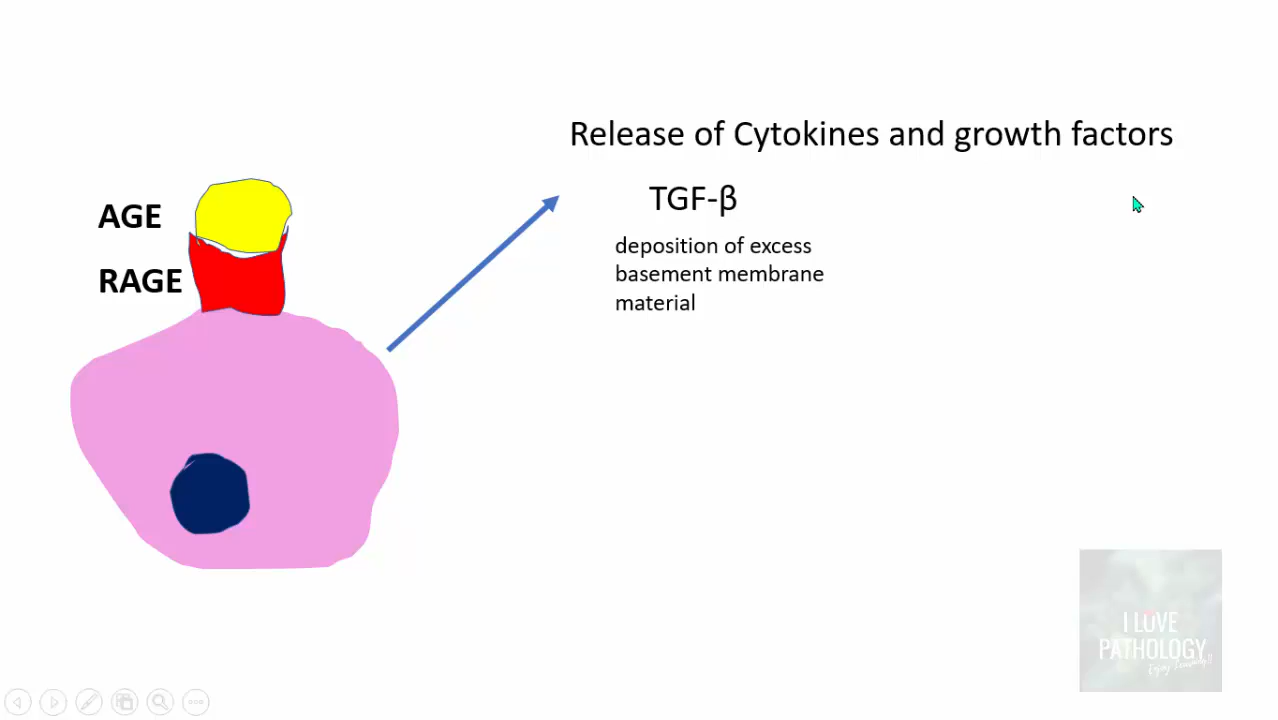 Release of Cytokines and growth factors
AGE
TGF-β
RAGE
deposition of excess
basement membrane
material
I LOVE
PATHOLOGY